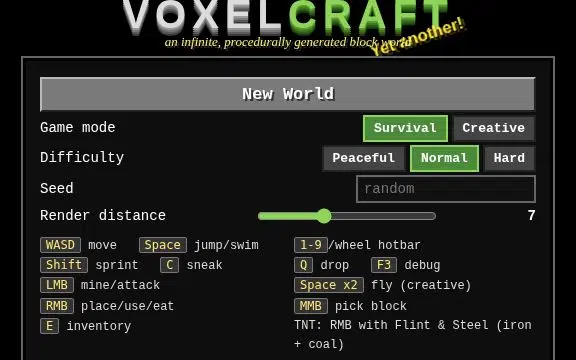 VOXELCRAFT
an infinite, procedurally generated block world
Yet another!
New World
Game mode Survival Creative
Difficulty Peaceful Normal Hard
Seed random
Render distance 7
WASD move Space jump/swim
Shift sprint C sneak
LMB mine/attack
RMB place/use/eat
E inventory
1-9/wheel hotbar
Q drop F3 debug
Space x2 fly (creative)
MMB pick block
TNT: RMB with Flint & Steel (iron
+ coal)